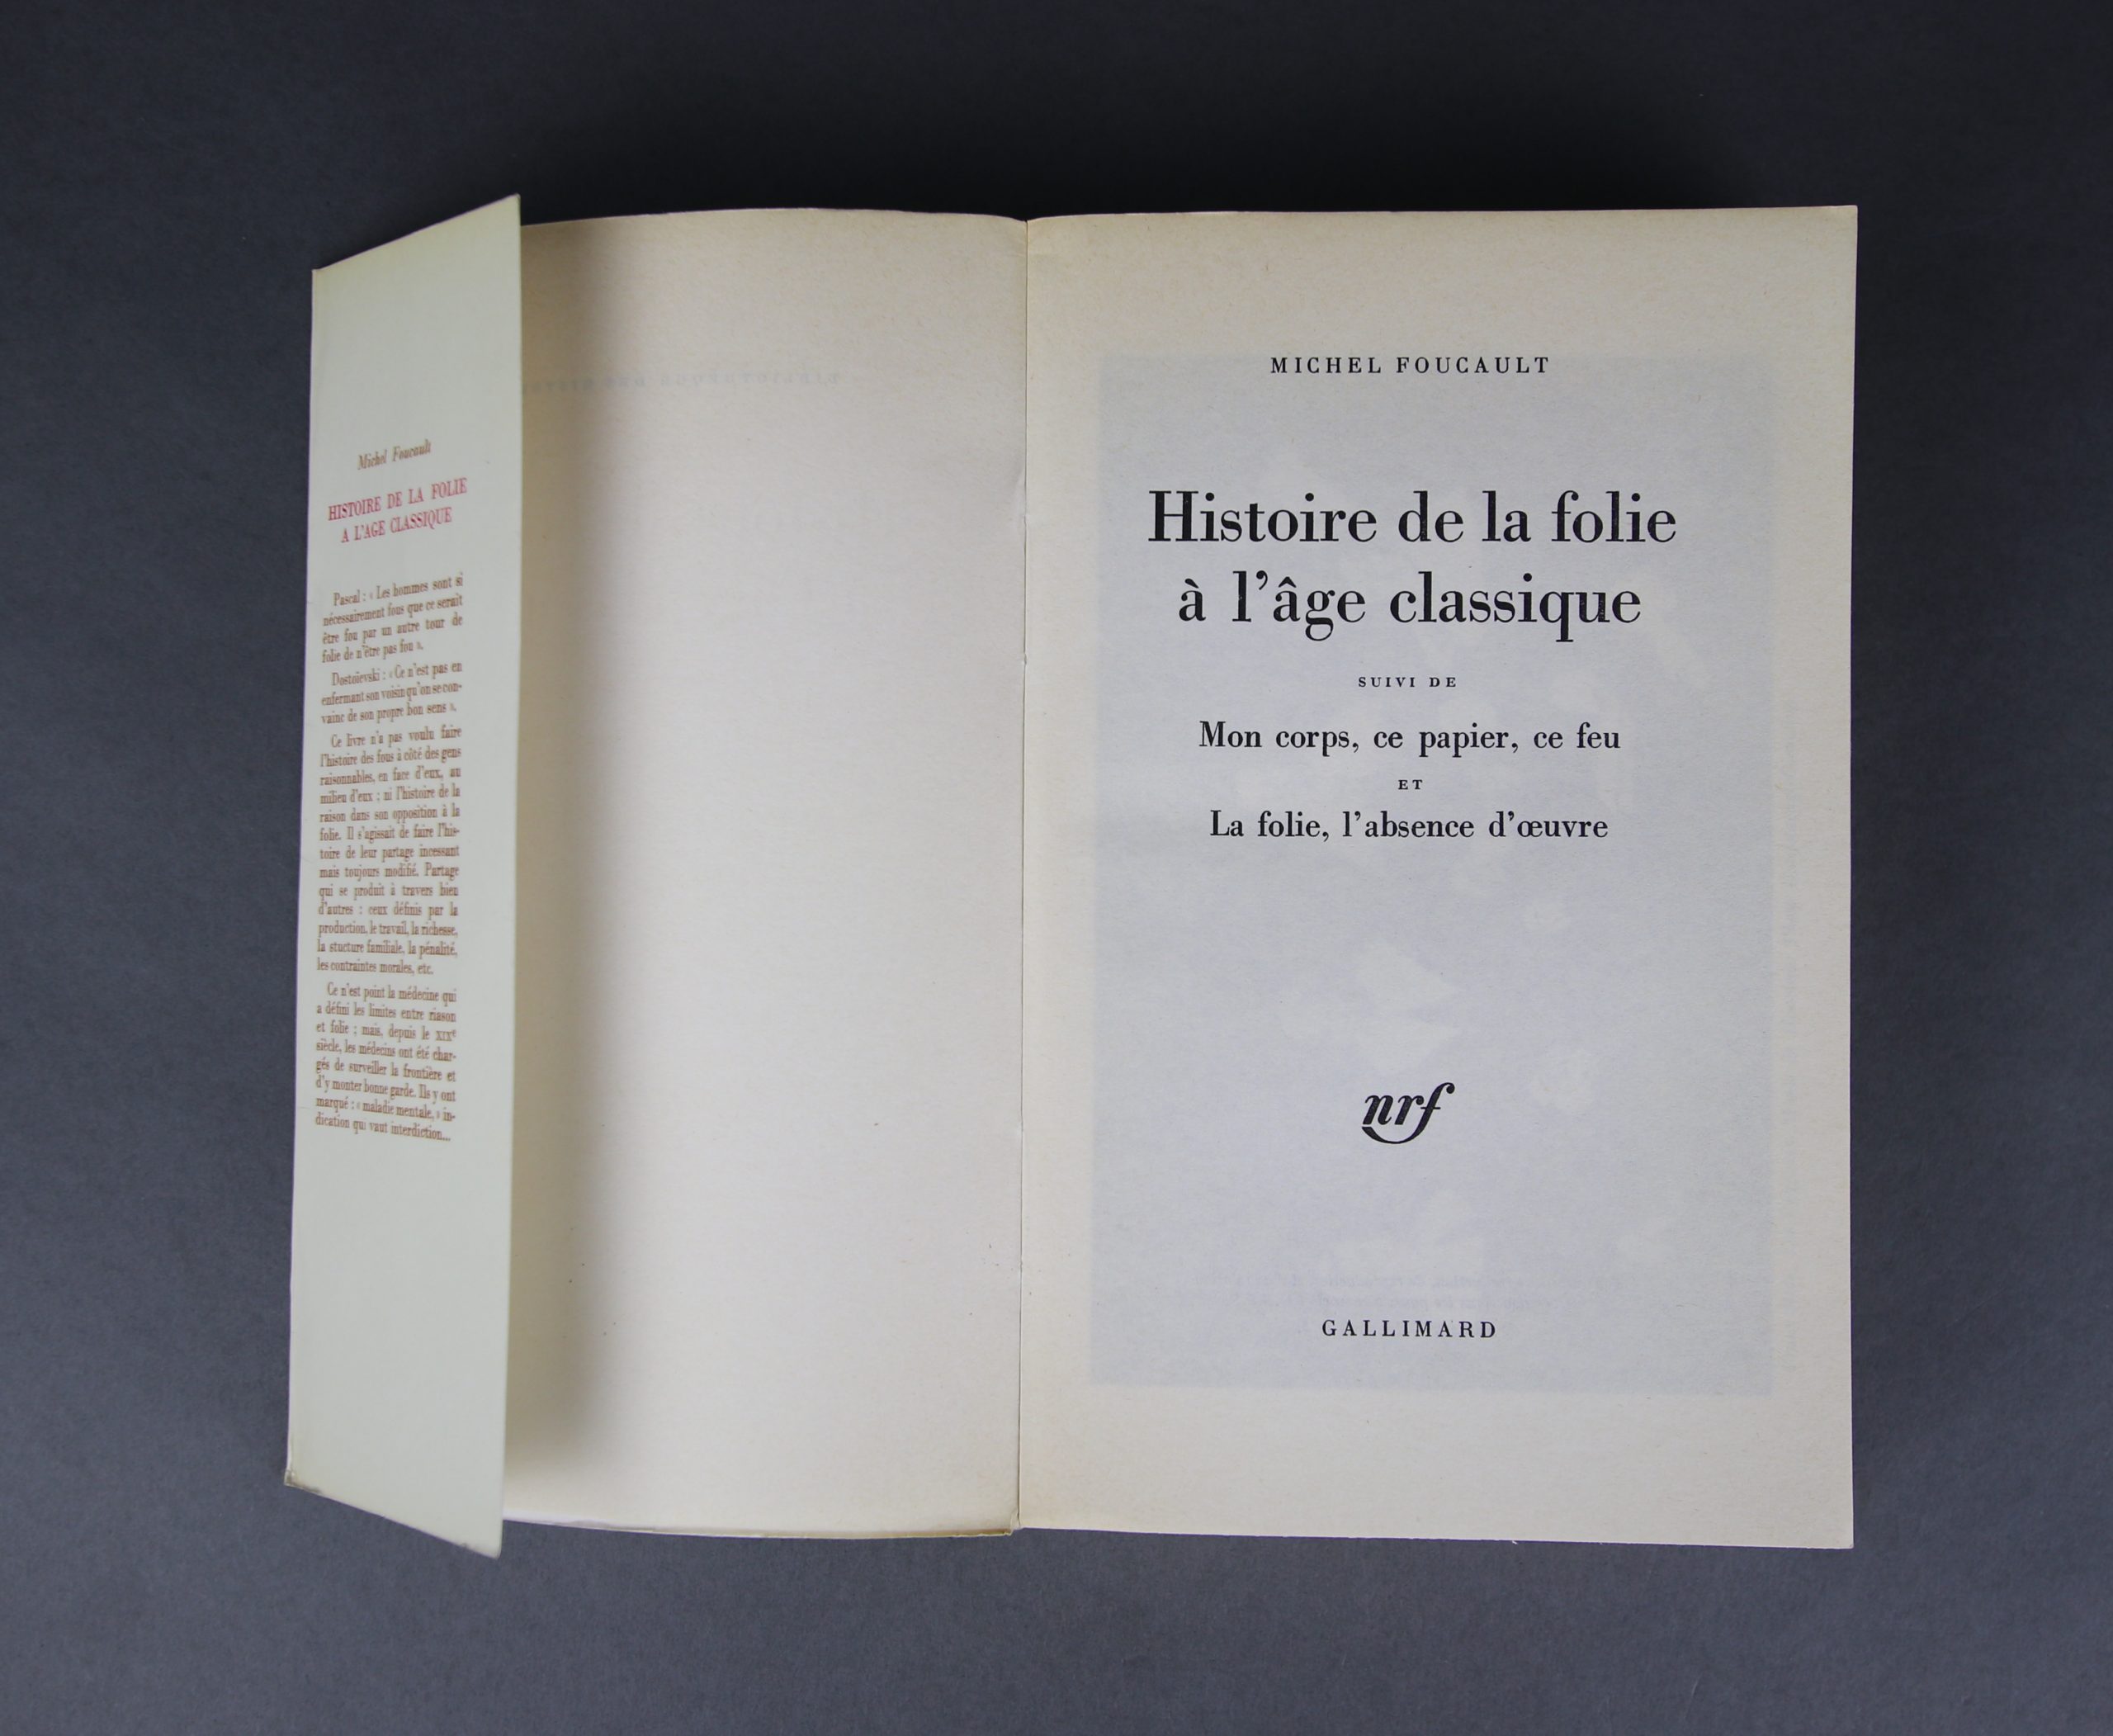 Michel Foucault
HISTOIRE DE LA FOLIE
A L'AGE CLASSIQUE
Pascal : « Les hommes sont si
nécessairement fous que ce serait
être fou par un autre tour de
folie de n'être pas fou ».
Dostoïevski : « Ce n'est pas en
enfermant son voisin qu'on se con-
vainc de son propre bon sens ».
Ce livre n'a pas voulu faire
l'histoire des fous à côté des gens
raisonnables, en face d'eux, au
milieu d'eux ; ni l'histoire de la
raison dans son opposition à la
folie. Il s'agissait de faire l'his-
toire de leur partage incessant
mais toujours modifié. Partage
qui se produit à travers bien
d'autres : ceux définis par la
production, le travail, la richesse,
la stucture familiale, la pénalité,
les contraintes morales, etc.
Ce n'est point la médecine qui
a défini les limites entre riason
et folie ; mais, depuis le XIXe
siècle, les médecins ont été char-
gés de surveiller la frontière et
d'y monter bonne garde. Ils y ont
marqué : « maladie mentale, » in-
dication qui vaut interdiction...
MICHEL FOUCAULT
Histoire de la folie
à l'âge classique
SUIVI DE
Mon corps, ce papier, ce feu
ET
La folie, l'absence d'œuvre
nrf
GALLIMARD